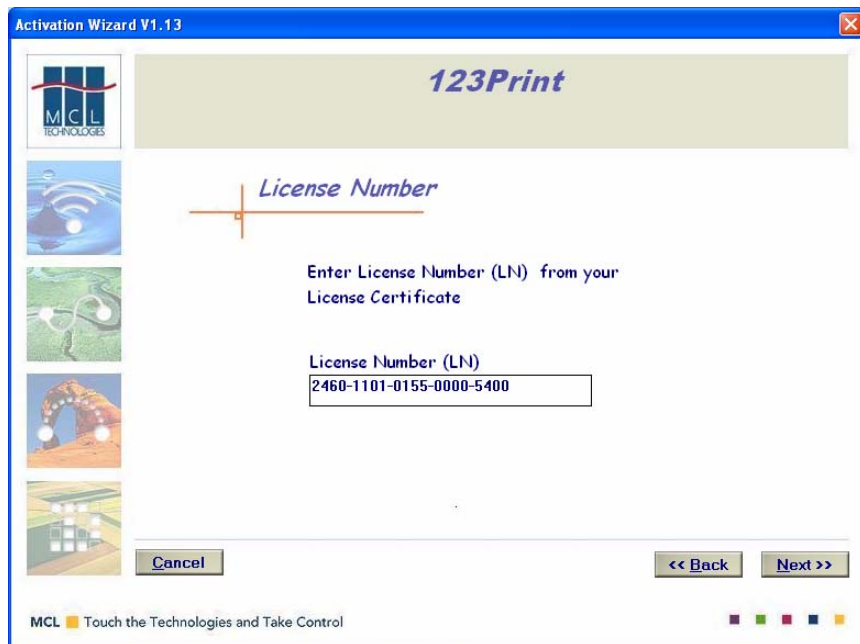 Activation Wizard V1.13
MCL
TECHNOLOGIES
123Print
License Number
Enter License Number (LN) from your
License Certificate
License Number (LN)
2460-1101-0155-0000-5400
Cancel
<< Back
Next >>
MCL Touch the Technologies and Take Control